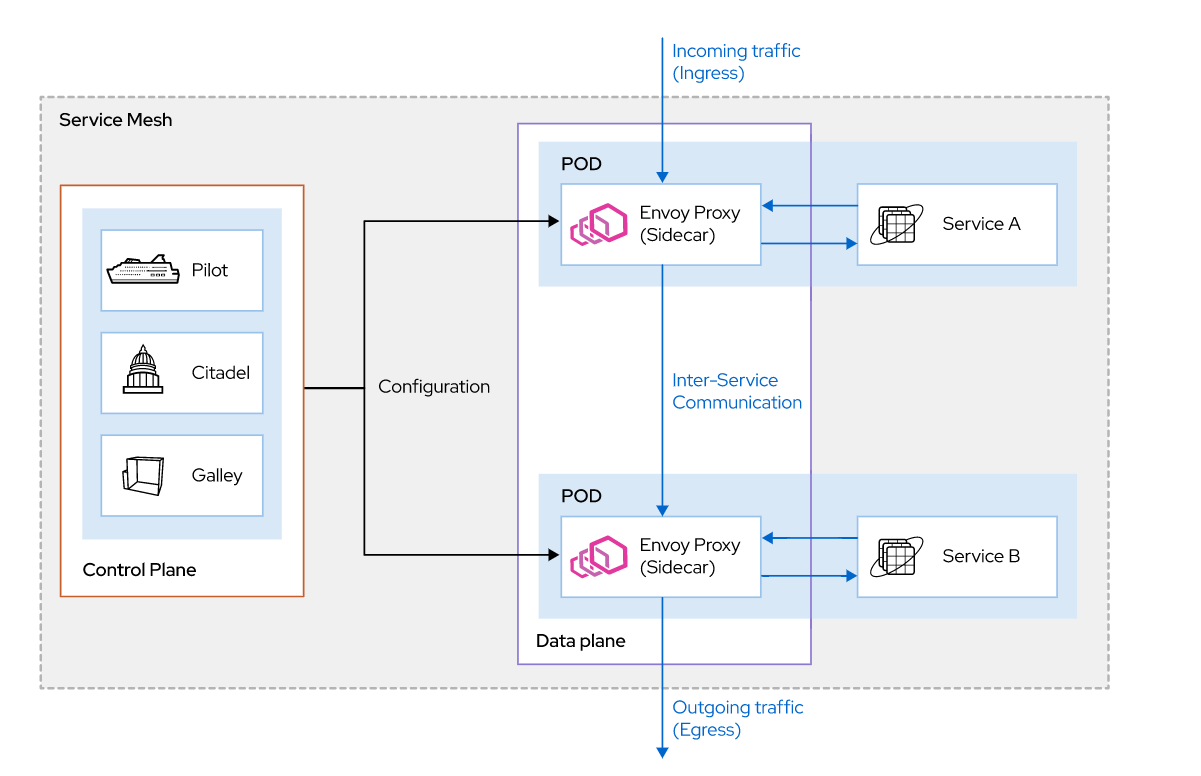 Incoming traffic
(Ingress)
Service Mesh
POD
Envoy Proxy
(Sidecar)
Service A
Pilot
Citadel
Galley
Control Plane
Configuration
Inter-Service
Communication
POD
Envoy Proxy
(Sidecar)
Service B
Data plane
Outgoing traffic
(Egress)